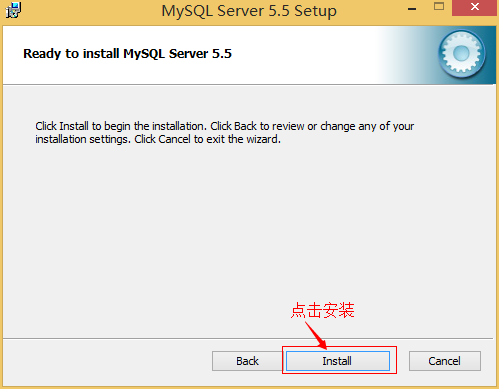 MySQL Server 5.5 Setup
Ready to install MySQL Server 5.5
Click Install to begin the installation. Click Back to review or change any of your
installation settings. Click Cancel to exit the wizard.
点击安装
Back
Install
Cancel